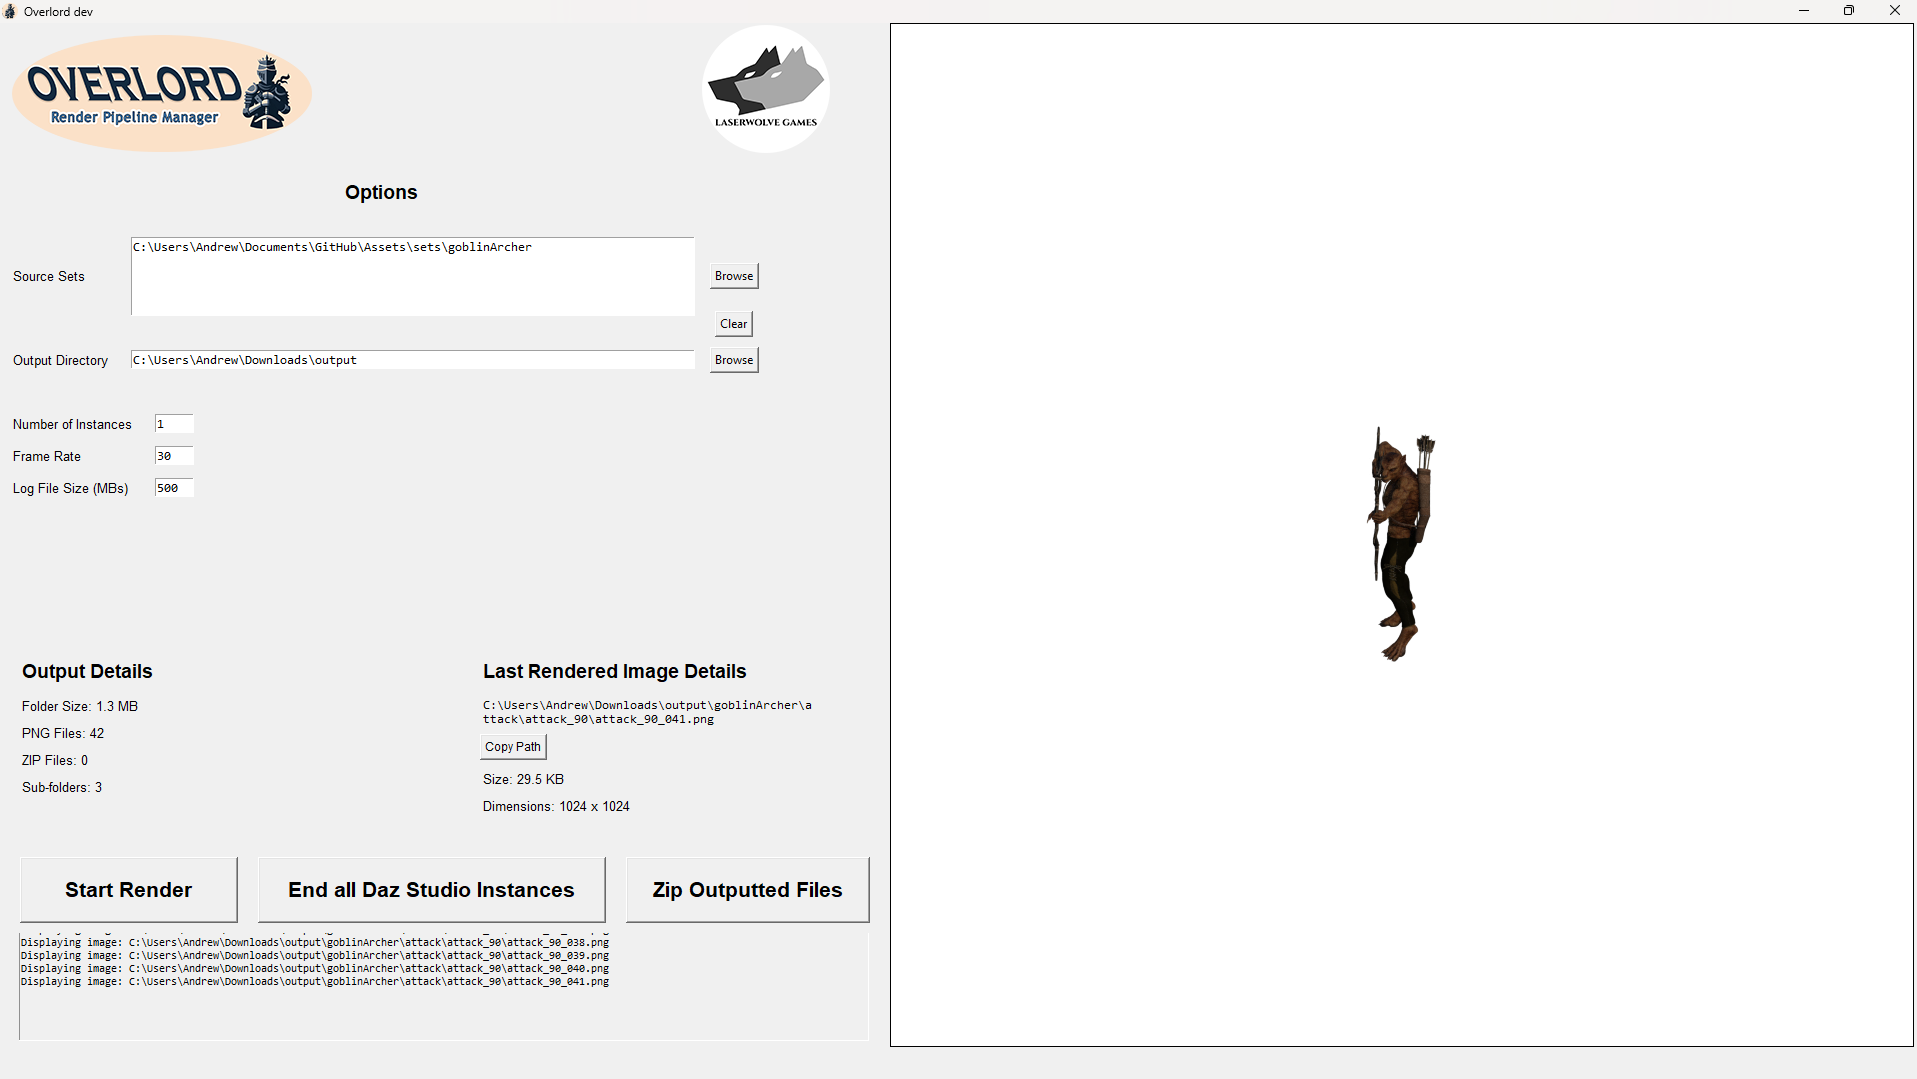 Overlord dev
OVERLORD
Render Pipeline Manager
LASERWOLVE GAMES
Options
Source Sets
C:\Users\Andrew\Documents\GitHub\Assets\sets\goblinArcher
Browse
Clear
Output Directory
C:\Users\Andrew\Downloads\output
Browse
Number of Instances
1
Frame Rate
30
Log File Size (MBs)
500
Output Details
Folder Size: 1.3 MB
PNG Files: 42
ZIP Files: 0
Sub-folders: 3
Last Rendered Image Details
C:\Users\Andrew\Downloads\output\goblinArcher\a
ttack\attack_90\attack_90_041.png
Copy Path
Size: 29.5 KB
Dimensions: 1024 x 1024
Start Render
End all Daz Studio Instances
Zip Outputted Files
Displaying image: C:\Users\Andrew\Downloads\output\goblinArcher\attack\attack_90\attack_90_038.png
Displaying image: C:\Users\Andrew\Downloads\output\goblinArcher\attack\attack_90\attack_90_039.png
Displaying image: C:\Users\Andrew\Downloads\output\goblinArcher\attack\attack_90\attack_90_040.png
Displaying image: C:\Users\Andrew\Downloads\output\goblinArcher\attack\attack_90\attack_90_041.png